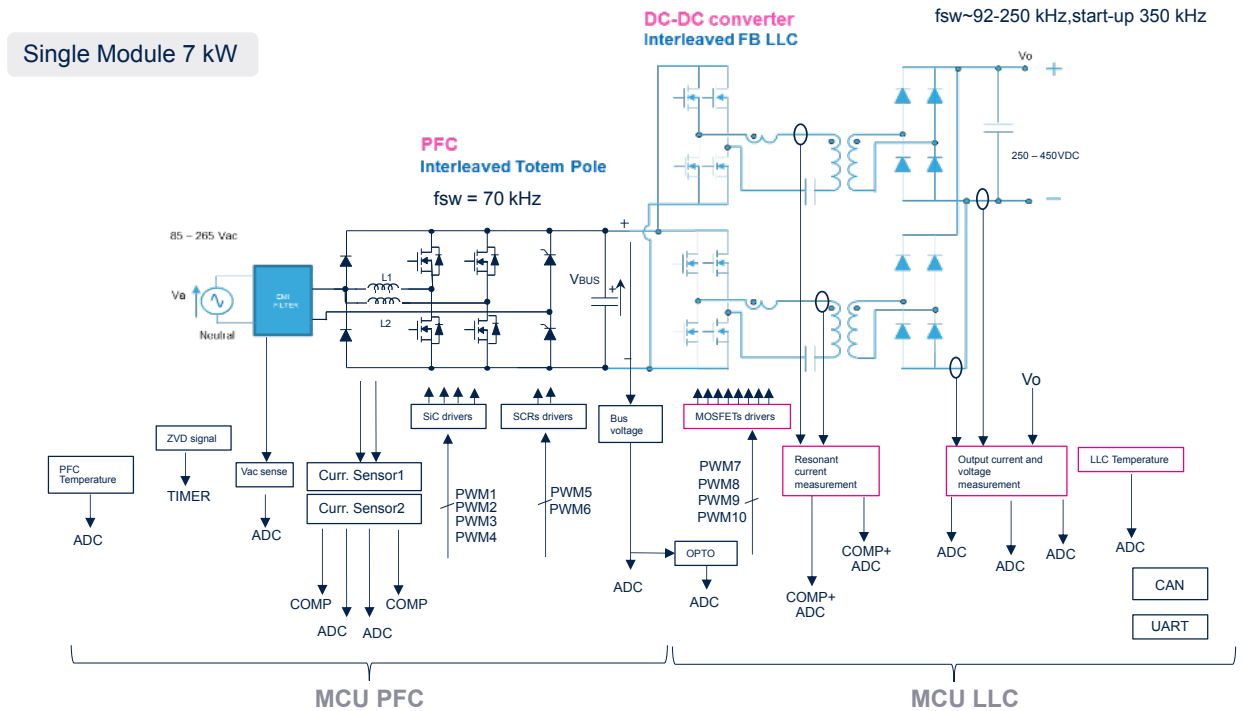 DC-DC converter
Interleaved FB LLC
fsw~92-250 kHz,start-up 350 kHz
Single Module 7 kW
Vo
+
PFC
Interleaved Totem Pole
fsw = 70 kHz
250 – 450VDC
−
85 – 265 Vac
Va
EMI
FILTER
Neutral
L1
L2
+
VBUS
+
−
Vo
SiC drivers
SCRs drivers
Bus
voltage
MOSFETs drivers
ZVD signal
TIMER
PFC
Temperature
ADC
Vac sense
ADC
Curr. Sensor1
Curr. Sensor2
COMP
ADC
ADC
COMP
PWM1
PWM2
PWM3
PWM4
PWM5
PWM6
ADC
OPTO
ADC
PWM7
PWM8
PWM9
PWM10
Resonant
current
measurement
COMP+
ADC
COMP+
ADC
Output current and
voltage
measurement
ADC
ADC
ADC
LLC Temperature
ADC
CAN
UART
MCU PFC
MCU LLC